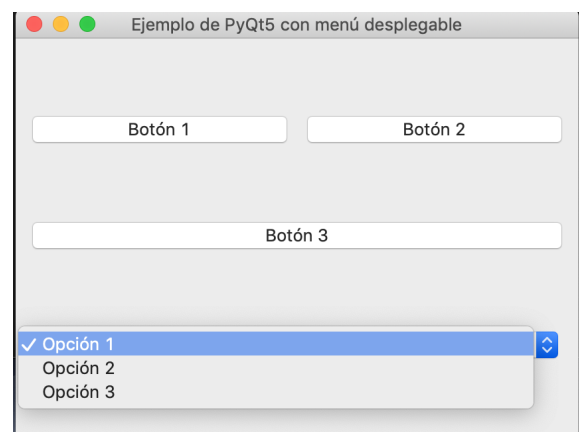 Ejemplo de PyQt5 con menú desplegable
Botón 1 Botón 2
Botón 3
✓ Opción 1
Opción 2
Opción 3